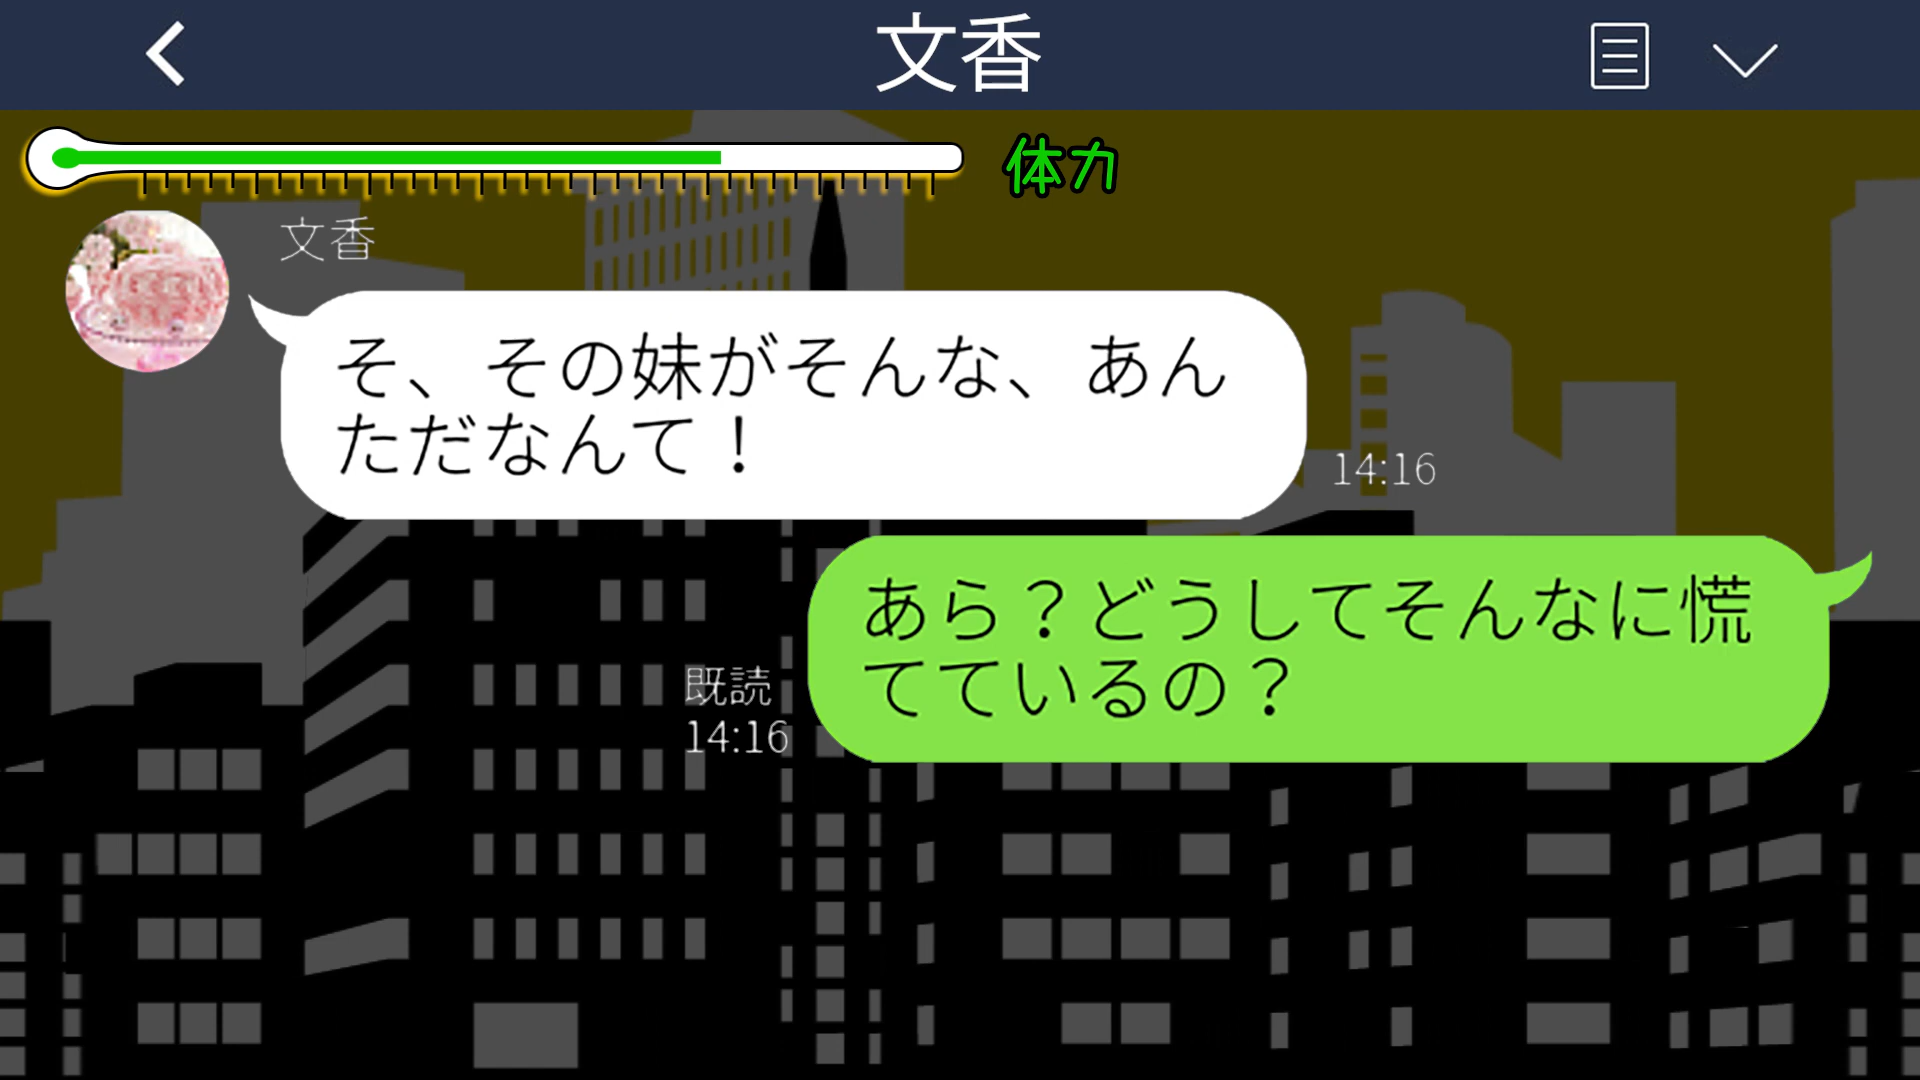 文香
体力
文香
そ、その妹がそんな、あん
ただなんて！
14:16
あら？どうしてそんなに慌
てているの？
既読
14:16